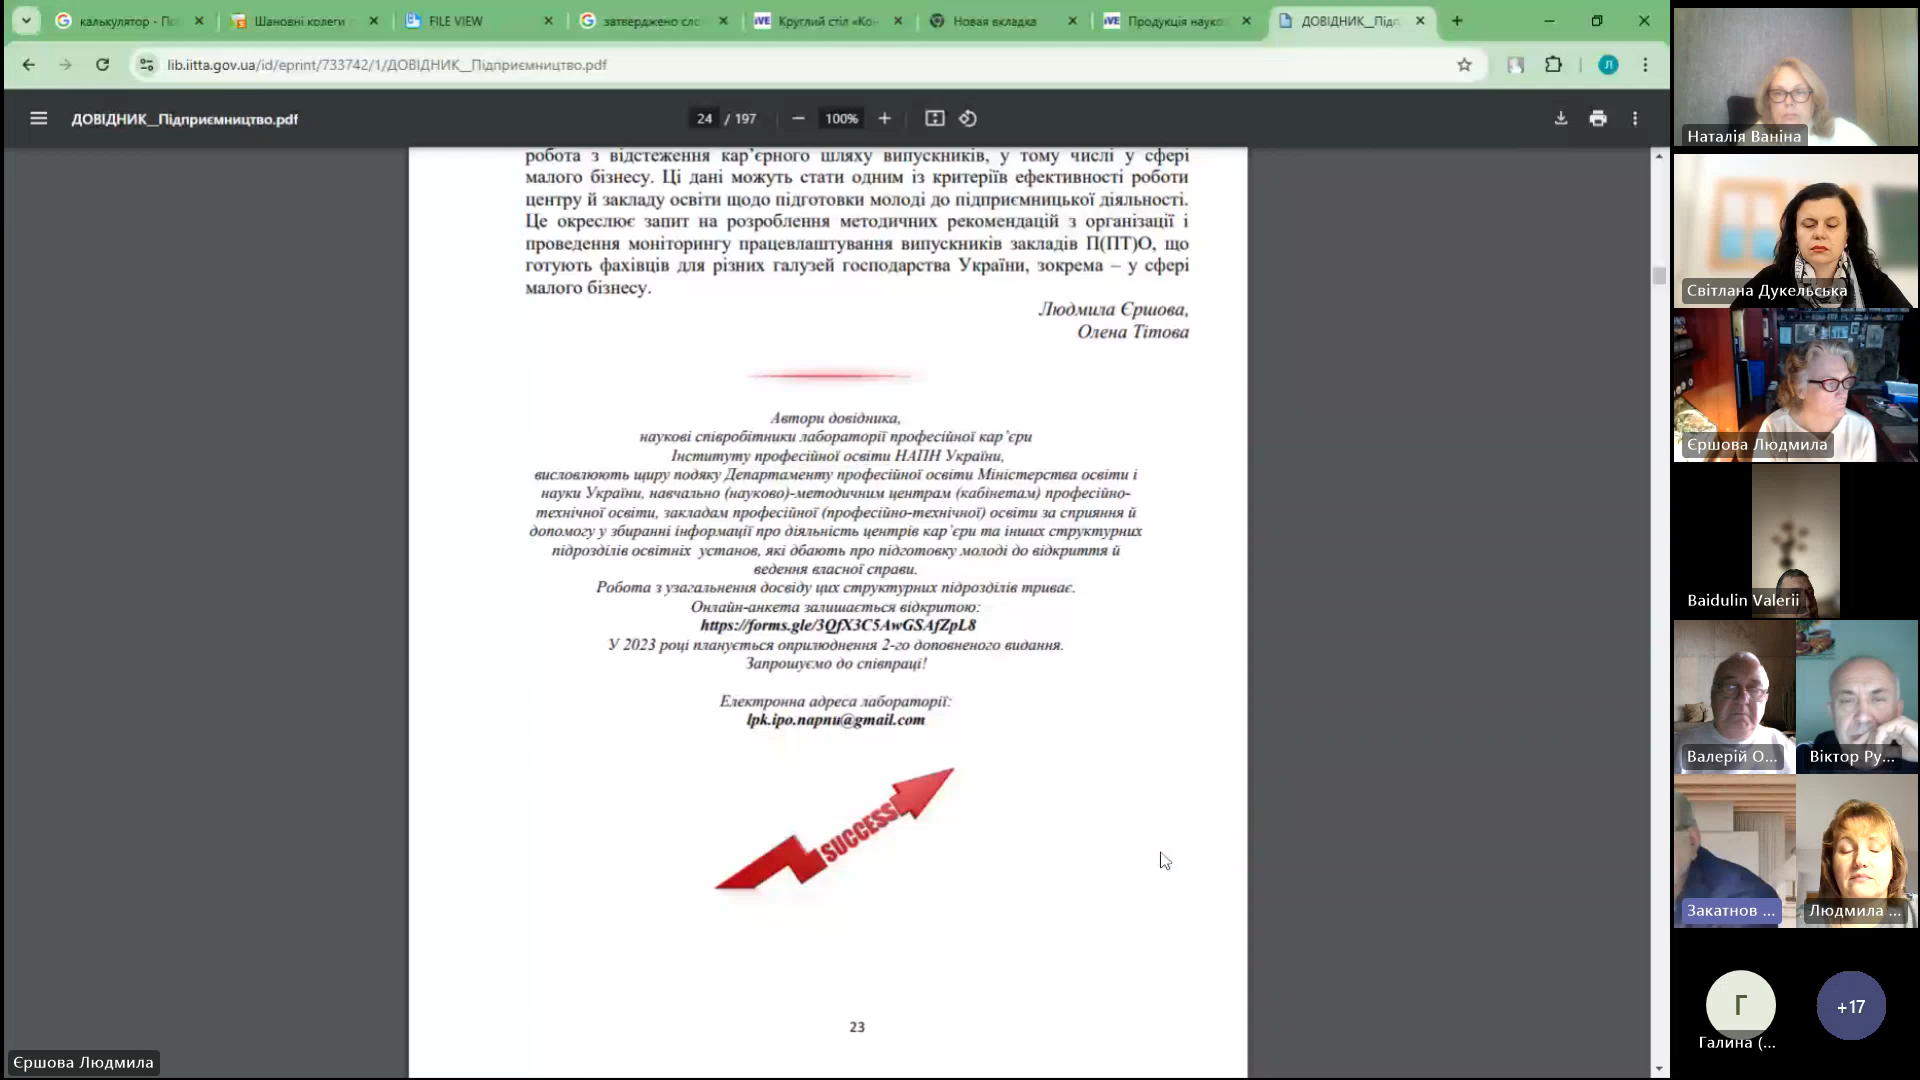 калькулятор - По
Шановні колеги
FILE VIEW
затверджено сло
Круглий стіл «Ко
Новая вкладка
Продукція науко
ДОВІДНИК__Підп
lib.iitta.gov.ua/id/eprint/733742/1/ДОВІДНИК__Підприємництво.pdf
Л
ДОВІДНИК__Підприємництво.pdf
24 / 197
100%
робота з відстеження кар’єрного шляху випускників, у тому числі у сфері
малого бізнесу. Ці дані можуть стати одним із критеріїв ефективності роботи
центру й закладу освіти щодо підготовки молоді до підприємницької діяльності.
Це окреслює запит на розроблення методичних рекомендацій з організації і
проведення моніторингу працевлаштування випускників закладів П(ПТ)О, що
готують фахівців для різних галузей господарства України, зокрема – у сфері
малого бізнесу.
Людмила Єршова,
Олена Тітова
Автори довідника,
наукові співробітники лабораторії професійної кар’єри
Інституту професійної освіти НАПН України,
висловлюють щиру подяку Департаменту професійної освіти Міністерства освіти і
науки України, навчально (науково)-методичним центрам (кабінетам) професійно-
технічної освіти, закладам професійної (професійно-технічної) освіти за сприяння й
допомогу у збиранні інформації про діяльність центрів кар’єри та інших структурних
підрозділів освітніх установ, які дбають про підготовку молоді до відкриття й
ведення власної справи.
Робота з узагальнення досвіду цих структурних підрозділів триває.
Онлайн-анкета залишається відкритою:
https://forms.gle/3QfX3C5AwGSAfZpL8
У 2023 році планується оприлюднення 2-го доповненого видання.
Запрошуємо до співпраці!
Електронна адреса лабораторії:
lpk.ipo.napnu@gmail.com
SUCCESS
23
Єршова Людмила
Наталія Ваніна
Світлана Дукельська
Єршова Людмила
Baidulin Valerii
Валерій О...
Віктор Ру...
Закатнов ...
Людмила ...
Г
+17
Галина (...